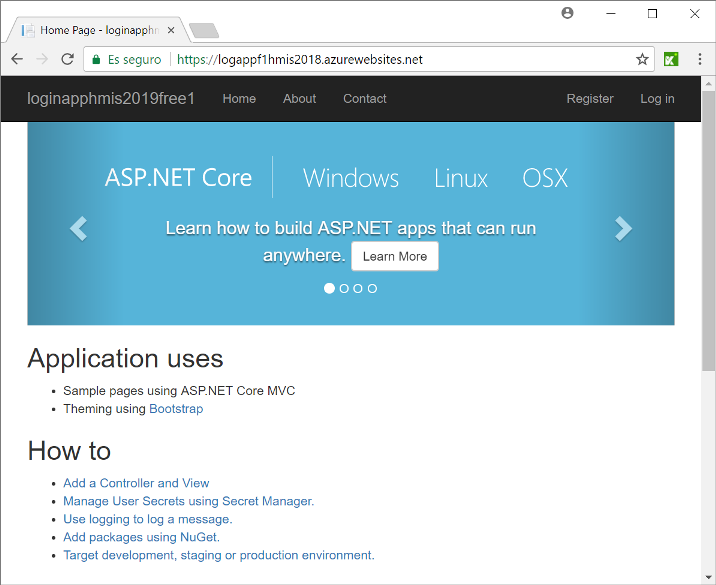 Home Page - loginapphm
Es seguro https://logappf1hmis2018.azurewebsites.net
loginapphmis2019free1 Home About Contact Register Log in
ASP.NET Core Windows Linux OSX
Learn how to build ASP.NET apps that can run
anywhere. Learn More
Application uses
Sample pages using ASP.NET Core MVC
Theming using Bootstrap
How to
Add a Controller and View
Manage User Secrets using Secret Manager.
Use logging to log a message.
Add packages using NuGet.
Target development, staging or production environment.